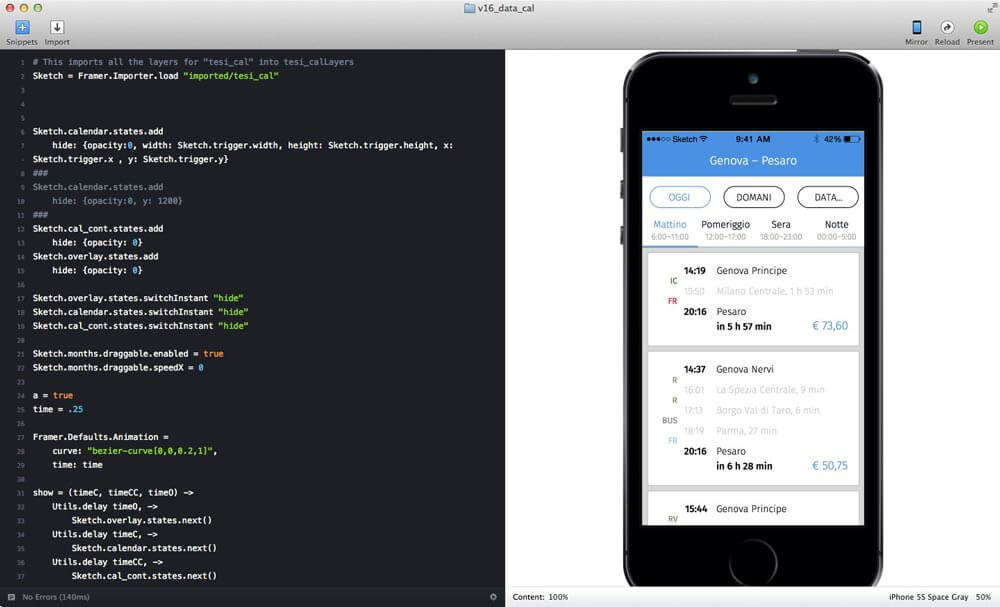 v16_data_cal
Snippets Import
Mirror Reload Present
1 # This imports all the layers for "tesi_cal" into tesi_calLayers
2 Sketch = Framer.Importer.load "imported/tesi_cal"
3
4
5
6 Sketch.calendar.states.add
7 hide: {opacity:0, width: Sketch.trigger.width, height: Sketch.trigger.height, x:
- Sketch.trigger.x , y: Sketch.trigger.y}
8 ###
9 Sketch.calendar.states.add
10 hide: {opacity:0, y: 1200}
11 ###
12 Sketch.cal_cont.states.add
13 hide: {opacity: 0}
14 Sketch.overlay.states.add
15 hide: {opacity: 0}
16
17 Sketch.overlay.states.switchInstant "hide"
18 Sketch.calendar.states.switchInstant "hide"
19 Sketch.cal_cont.states.switchInstant "hide"
20
21 Sketch.months.draggable.enabled = true
22 Sketch.months.draggable.speedX = 0
23
24 a = true
25 time = .25
26
27 Framer.Defaults.Animation =
28 curve: "bezier-curve[0,0,0.2,1]",
29 time: time
30
31 show = (timeC, timeCC, timeO) ->
32 Utils.delay timeO, ->
33 Sketch.overlay.states.next()
34 Utils.delay timeC, ->
35 Sketch.calendar.states.next()
36 Utils.delay timeCC, ->
37 Sketch.cal_cont.states.next()
No Errors (140ms)
Sketch 9:41 AM 42%
Genova – Pesaro
OGGI DOMANI DATA...
Mattino Pomeriggio Sera Notte
6:00–11:00 12:00–17:00 18:00–23:00 00:00–5:00
14:19 Genova Principe
IC
15:50 Milano Centrale, 1 h 53 min
FR
20:16 Pesaro
in 5 h 57 min € 73,60
14:37 Genova Nervi
R
16:01 La Spezia Centrale, 9 min
R
17:13 Borgo Val di Taro, 6 min
BUS
18:19 Parma, 27 min
FB
20:16 Pesaro
in 6 h 28 min € 50,75
15:44 Genova Principe
RV
Content: 100% iPhone 5S Space Gray 50%